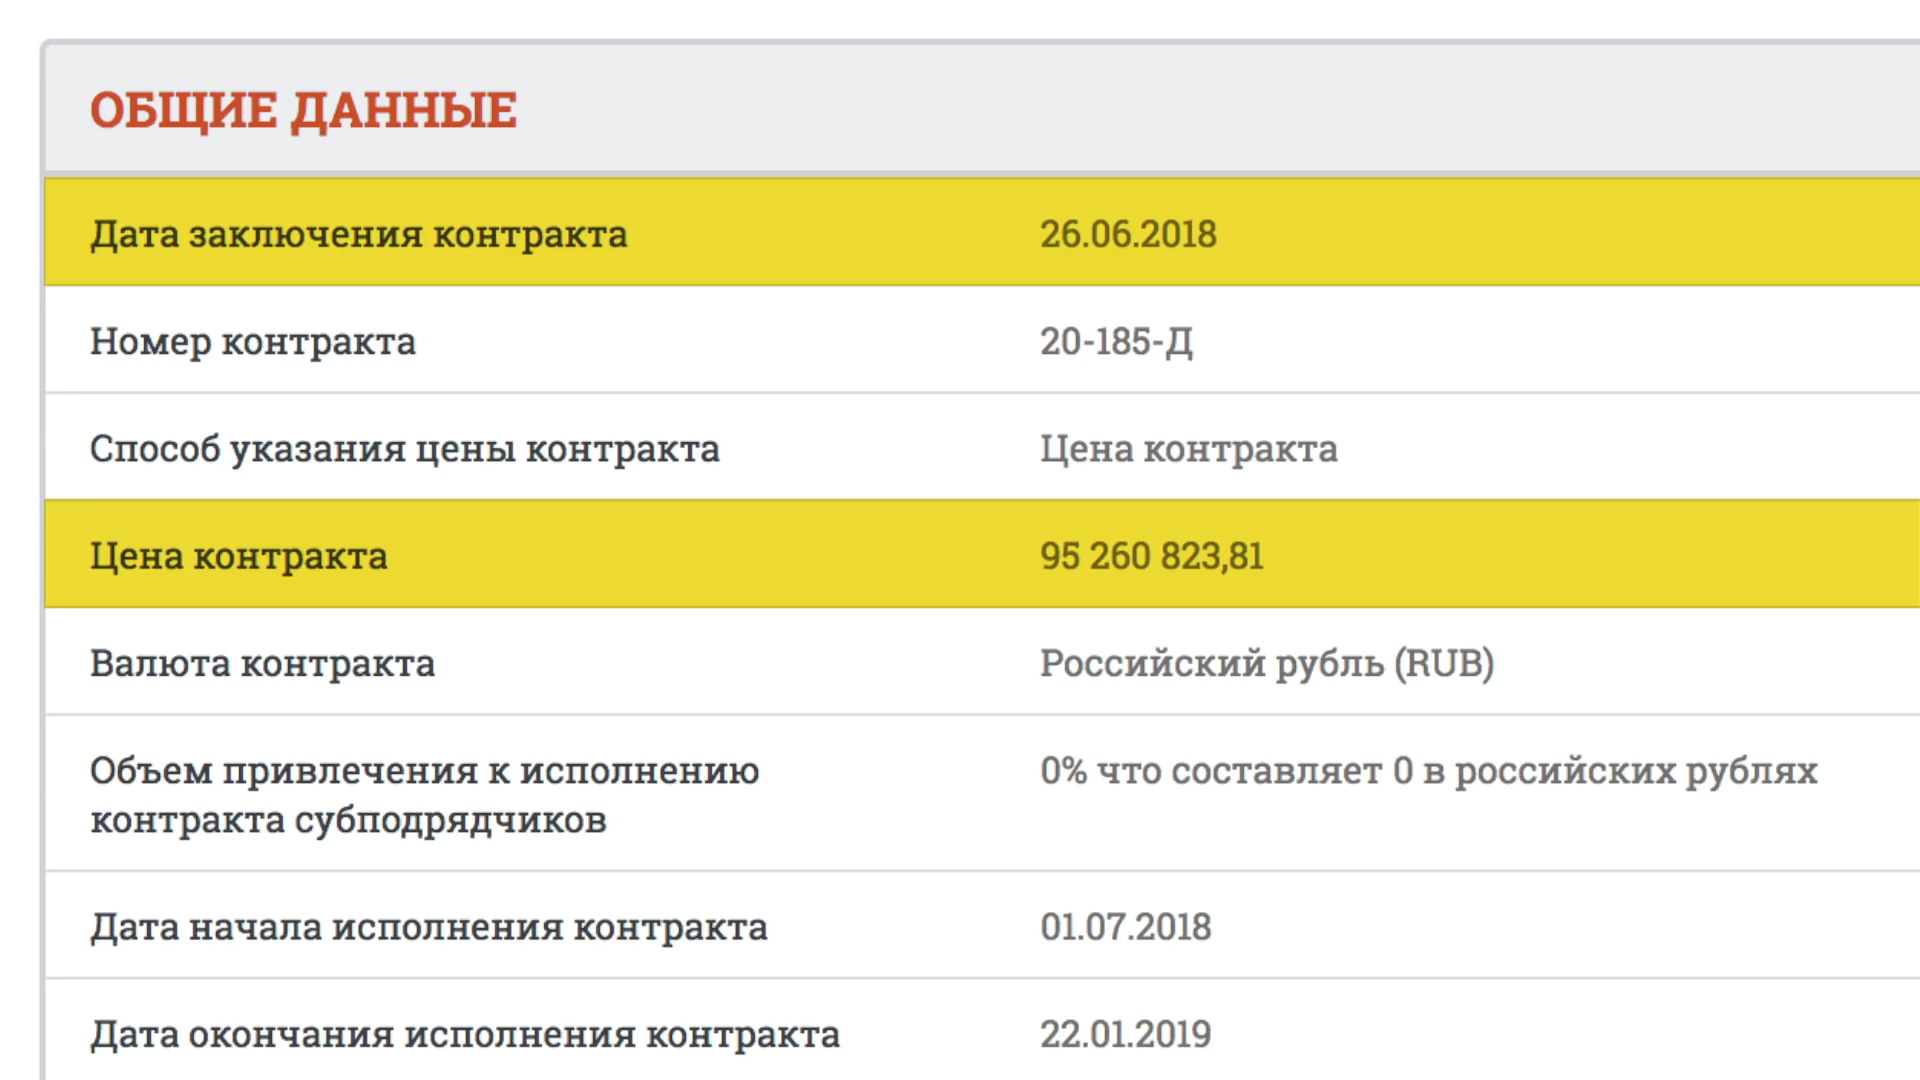 ОБЩИЕ ДАННЫЕ
Дата заключения контракта 26.06.2018
Номер контракта 20-185-Д
Способ указания цены контракта Цена контракта
Цена контракта 95 260 823,81
Валюта контракта Российский рубль (RUB)
Объем привлечения к исполнению 0% что составляет 0 в российских рублях
контракта субподрядчиков
Дата начала исполнения контракта 01.07.2018
Дата окончания исполнения контракта 22.01.2019